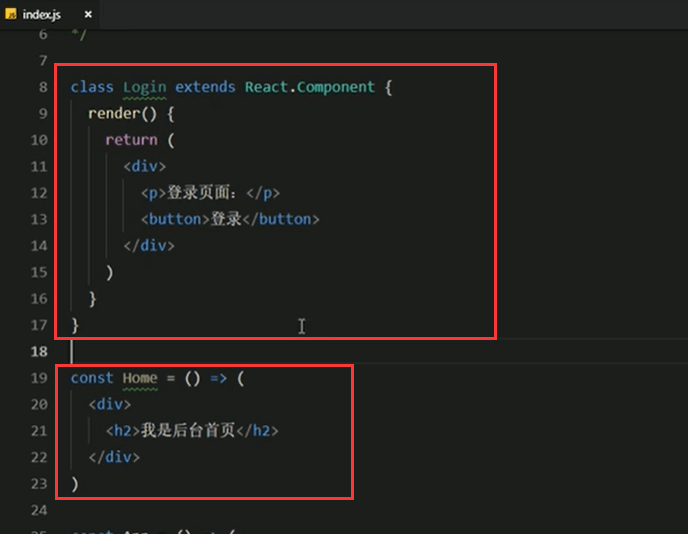 index.js ×
6 */
7
8 class Login extends React.Component {
9 render() {
10 return (
11 <div>
12 <p>登录页面：</p>
13 <button>登录</button>
14 </div>
15 )
16 }
17 }
18
19 const Home = () => (
20 <div>
21 <h2>我是后台首页</h2>
22 </div>
23 )
24